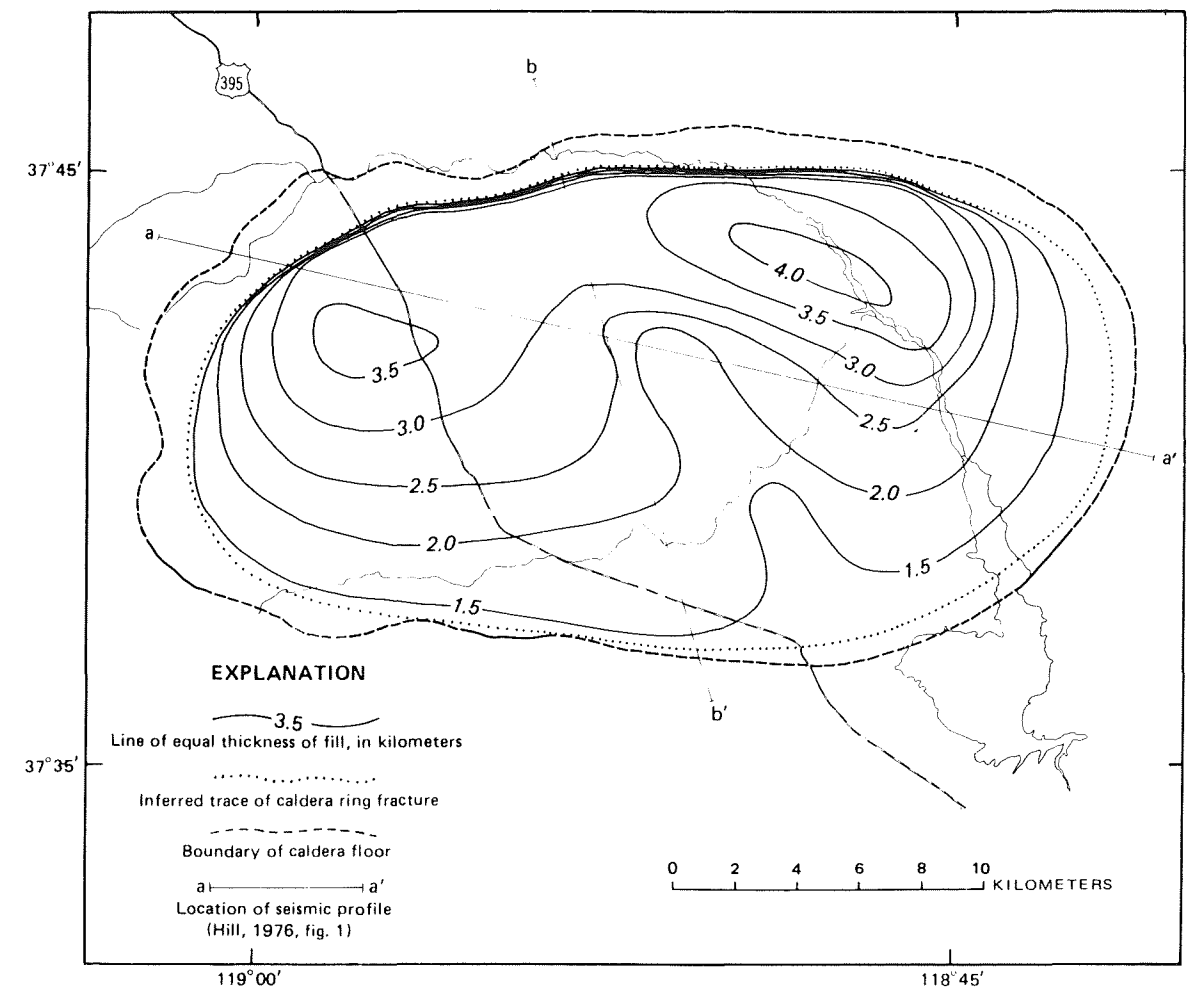 b
395
37°45'
a
4.0
3.5
3.5
3.0
3.0
2.5
a'
2.5
2.0
2.0
1.5
1.5
b'
EXPLANATION
3.5
Line of equal thickness of fill, in kilometers
37°35'
Inferred trace of caldera ring fracture
Boundary of caldera floor
0 2 4 6 8 10
KILOMETERS
a a'
Location of seismic profile
(Hill, 1976, fig. 1)
119°00' 118°45'